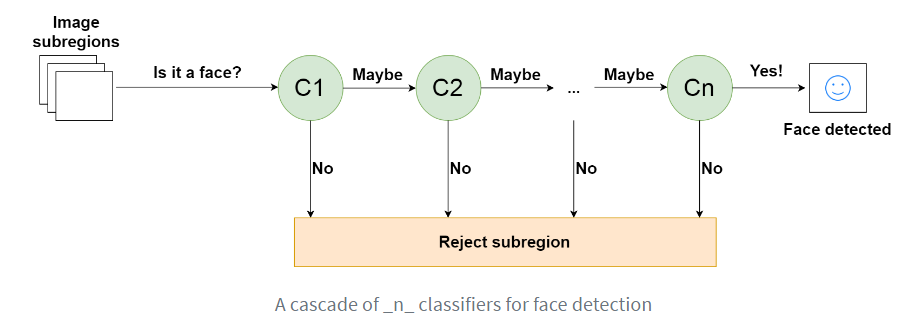 Image
subregions
Is it a face?
C1
Maybe
C2
Maybe
...
Maybe
Cn
Yes!
Face detected
No
No
No
No
Reject subregion
A cascade of _n_ classifiers for face detection